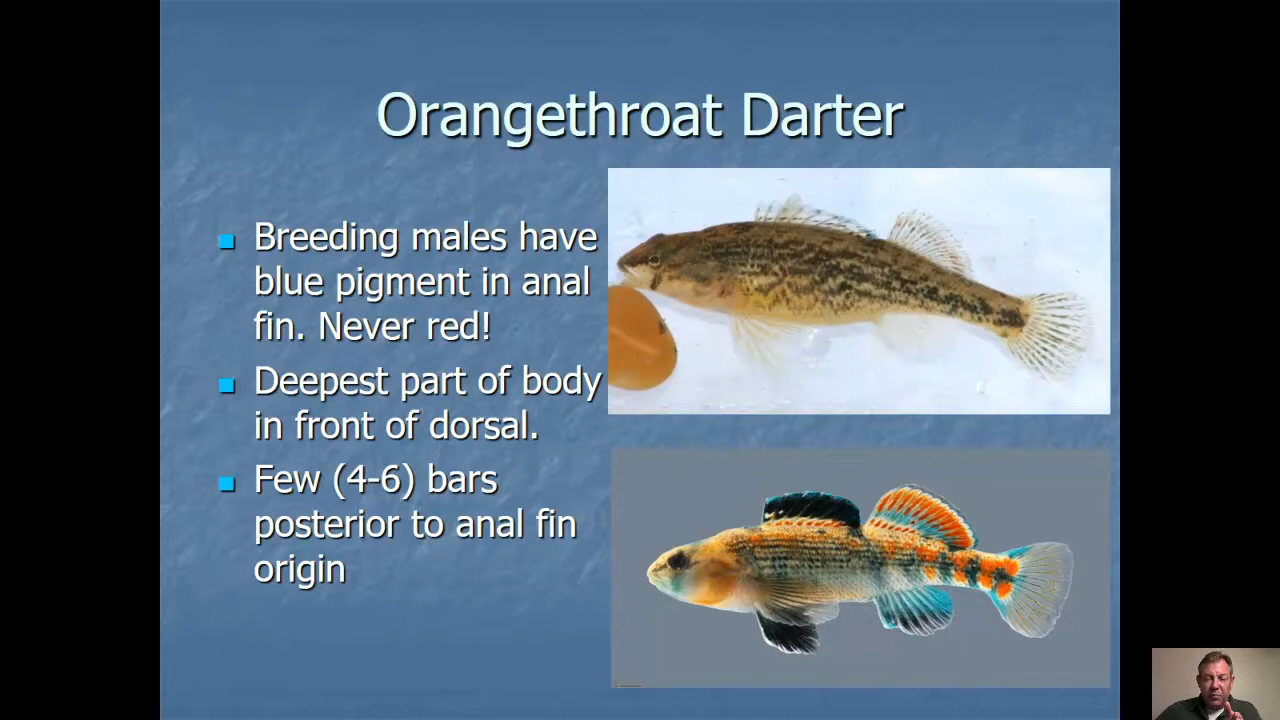 Orangethroat Darter
Breeding males have
blue pigment in anal
fin. Never red!
Deepest part of body
in front of dorsal.
Few (4-6) bars
posterior to anal fin
origin